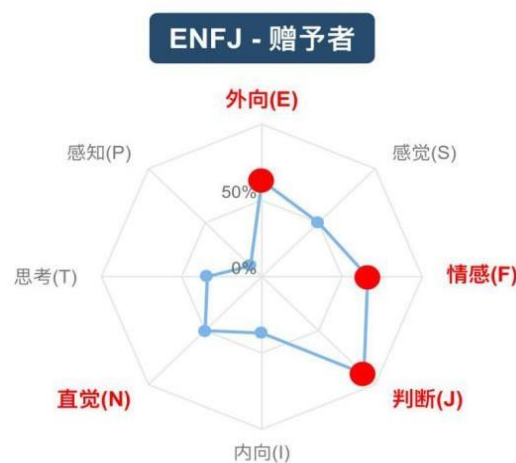 ENFJ - 赠予者
外向(E)
感知(P)
感觉(S)
50%
0%
思考(T)
情感(F)
直觉(N)
判断(J)
内向(I)